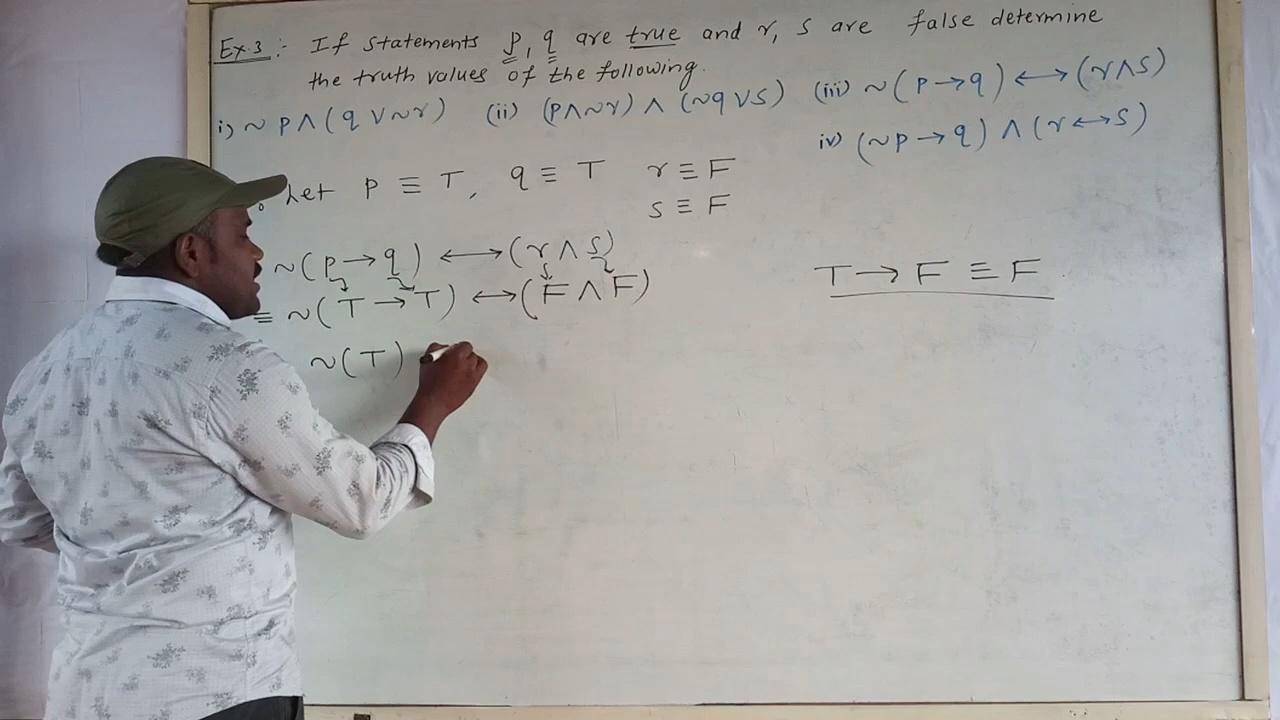 Ex.3 :- If statements p, q are true and r, s are false determine
the truth values of the following.
i) ~ p ∧ (q ∨ ~r) (ii) (p ∧ ~r) ∧ (~q ∨ s) (iii) ~(p → q) ↔ (r ∧ s)
iv) (~p → q) ∧ (r ↔ s)
Let p ≡ T, q ≡ T r ≡ F
s ≡ F
~(p → q) ↔ (r ∧ s)
≡ ~(T → T) ↔ (F ∧ F)
T → F ≡ F
~(T)